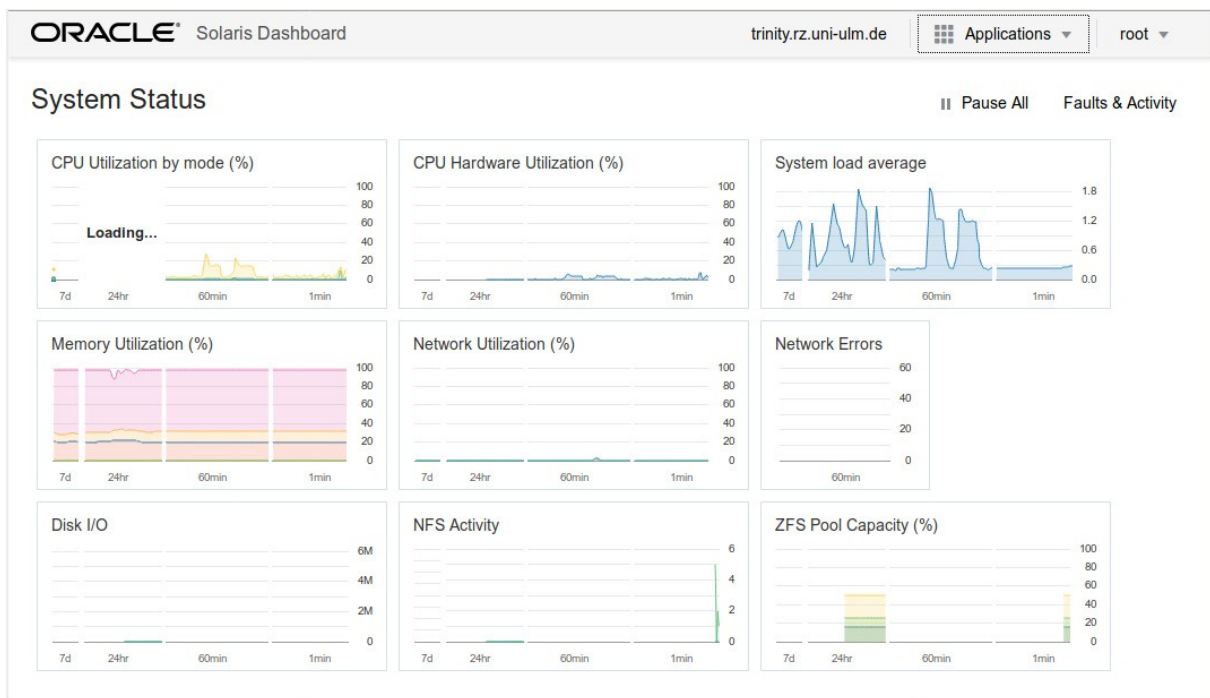 ORACLE® Solaris Dashboard trinity.rz.uni-ulm.de Applications root
System Status Pause All Faults & Activity
CPU Utilization by mode (%)
100
80
60
Loading...
40
20
0
7d 24hr 60min 1min
CPU Hardware Utilization (%)
100
80
60
40
20
0
7d 24hr 60min 1min
System load average
1.8
1.2
0.6
0.0
7d 24hr 60min 1min
Memory Utilization (%)
100
80
60
40
20
0
7d 24hr 60min 1min
Network Utilization (%)
100
80
60
40
20
0
7d 24hr 60min 1min
Network Errors
60
40
20
0
60min
Disk I/O
6M
4M
2M
0
7d 24hr 60min 1min
NFS Activity
6
4
2
0
7d 24hr 60min 1min
ZFS Pool Capacity (%)
100
80
60
40
20
0
7d 24hr 60min 1min